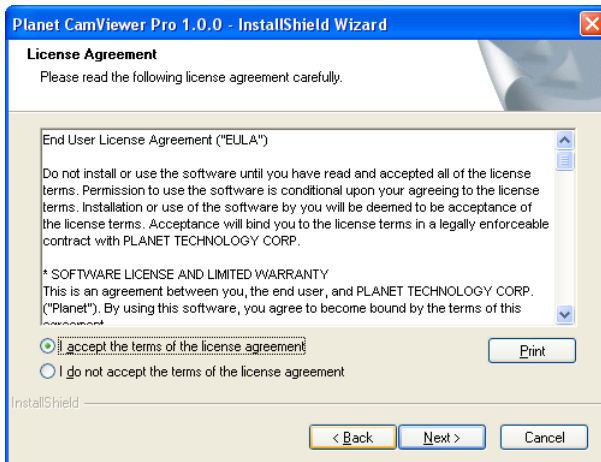 Planet CamViewer Pro 1.0.0 - InstallShield Wizard
License Agreement
Please read the following license agreement carefully.
End User License Agreement ("EULA")
Do not install or use the software until you have read and accepted all of the license
terms. Permission to use the software is conditional upon your agreeing to the license
terms. Installation or use of the software by you will be deemed to be acceptance of
the license terms. Acceptance will bind you to the license terms in a legally enforceable
contract with PLANET TECHNOLOGY CORP.
* SOFTWARE LICENSE AND LIMITED WARRANTY
This is an agreement between you, the end user, and PLANET TECHNOLOGY CORP.
("Planet"). By using this software, you agree to become bound by the terms of this
agreement
I accept the terms of the license agreement
Print
I do not accept the terms of the license agreement
InstallShield
< Back
Next >
Cancel